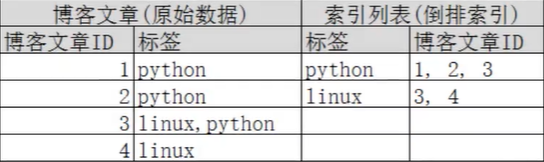 博客文章(原始数据) 索引列表(倒排索引)
博客文章ID 标签 标签 博客文章ID
1 python python 1, 2, 3
2 python linux 3, 4
3 linux,python
4 linux